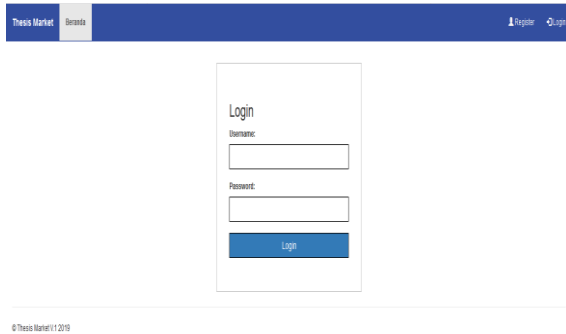 Thesis Market Beranda Register Login
Login
Username:
Password:
Login
© Thesis Market V.1 2019